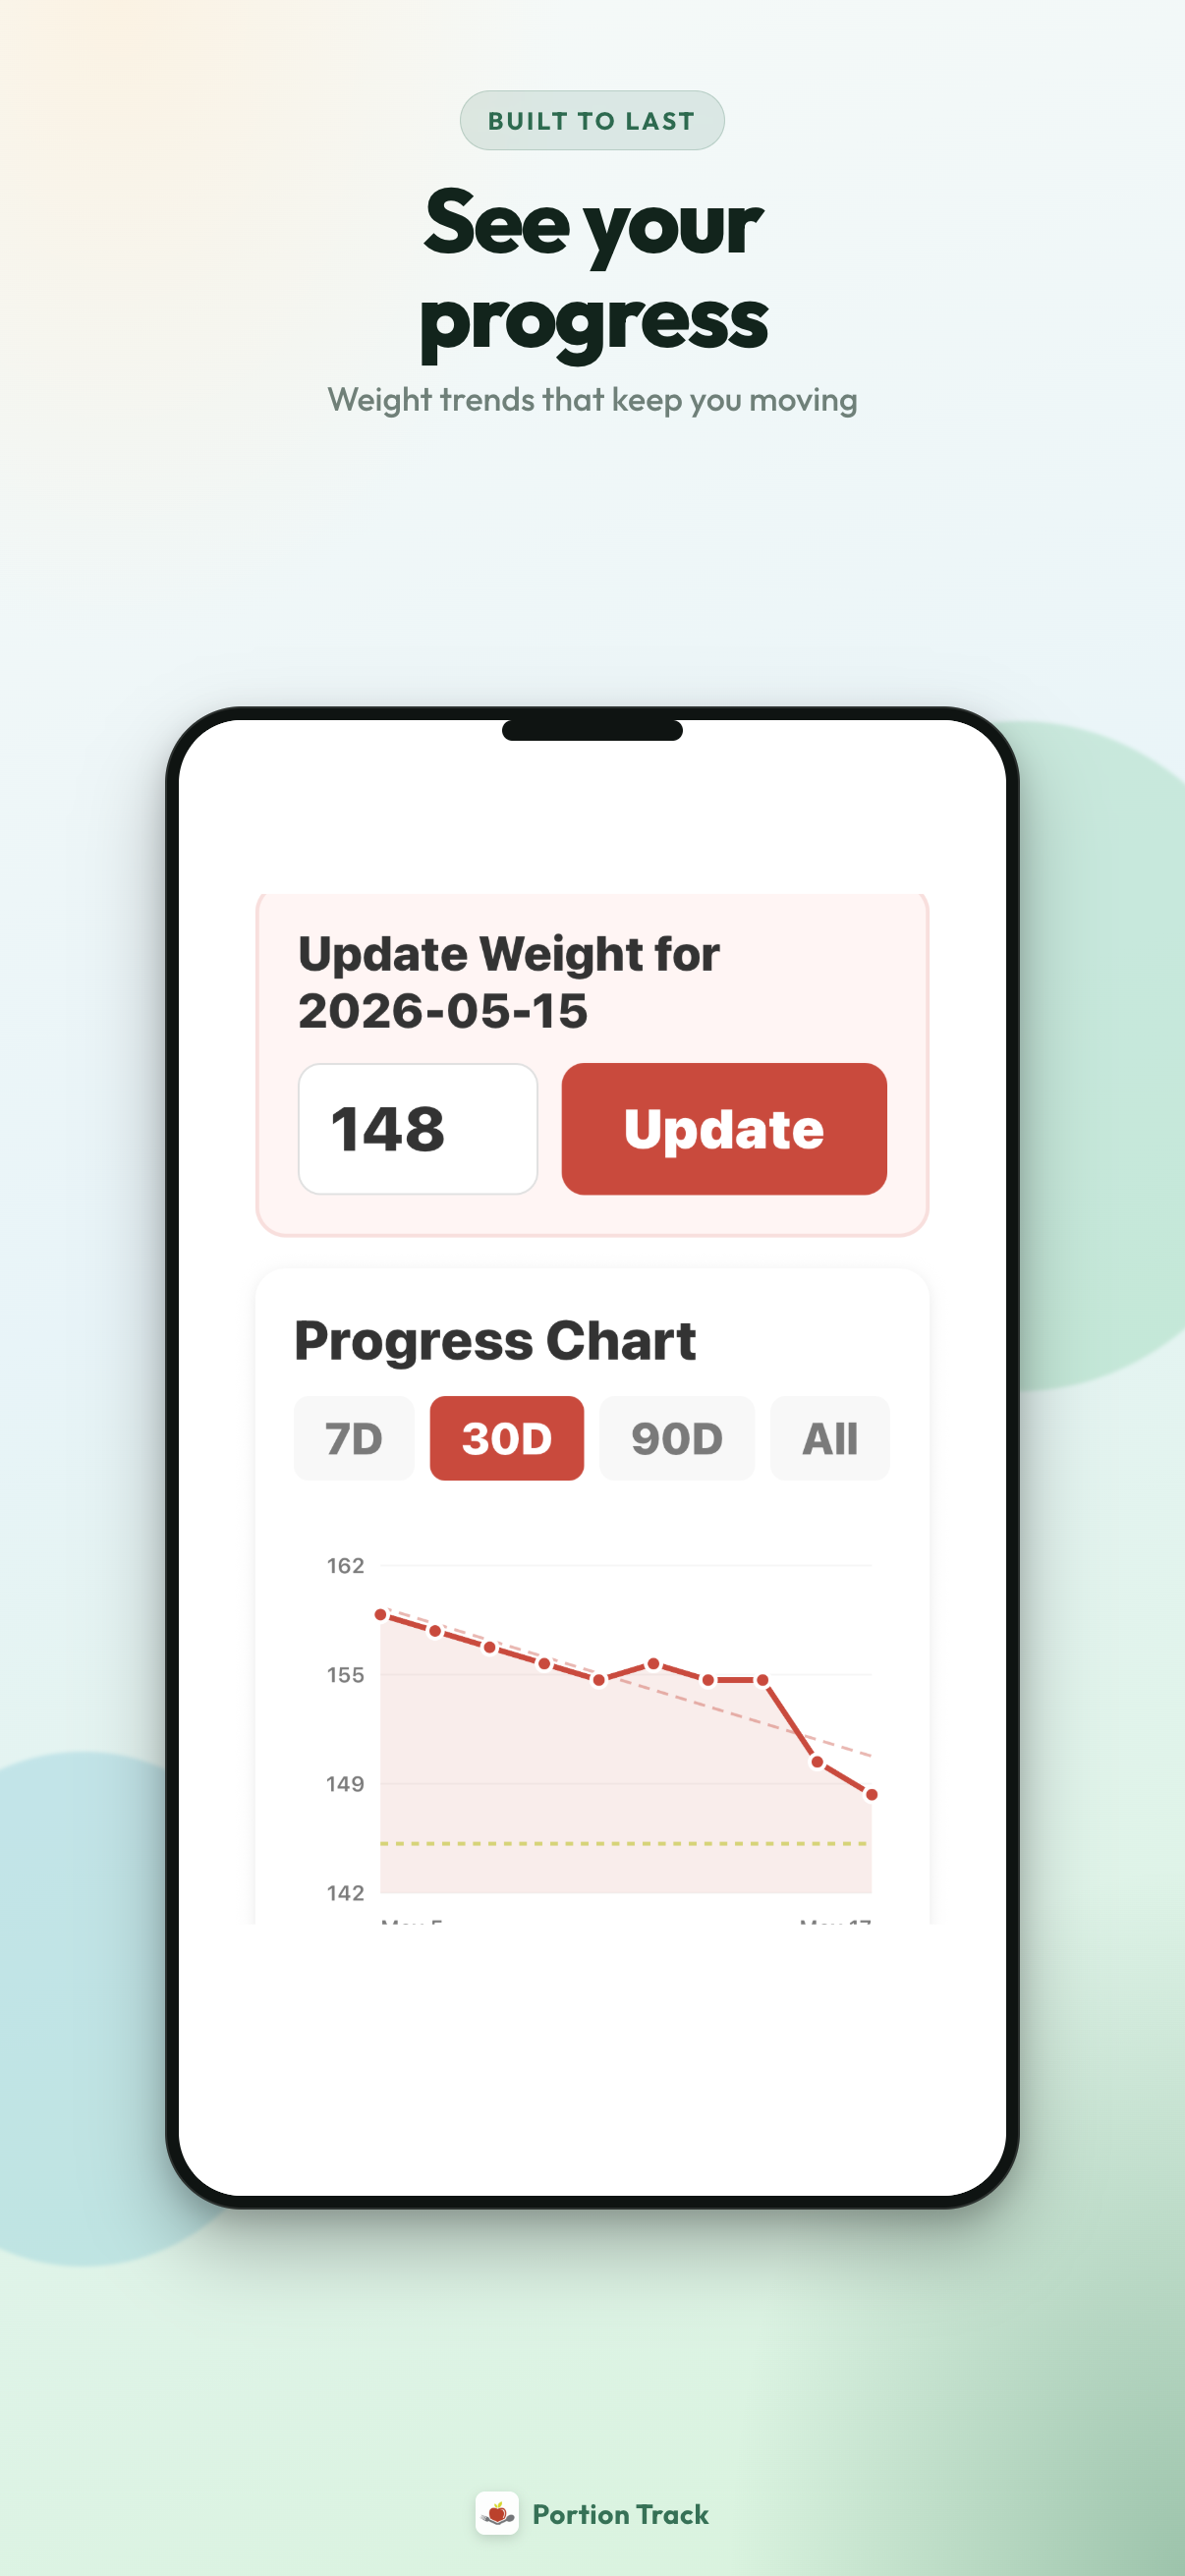 BUILT TO LAST
See your
progress
Weight trends that keep you moving
Update Weight for
2026-05-15
148
Update
Progress Chart
7D 30D 90D All
162
155
149
142
Portion Track